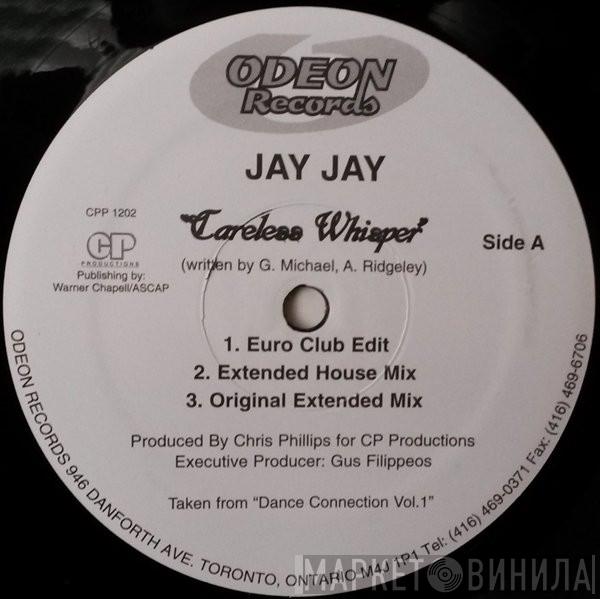 ODEON
Records
JAY JAY
CPP 1202
"Careless Whisper"
Side A
CP
PRODUCTIONS
(written by G. Michael, A. Ridgeley)
Publishing by:
Warner Chapell/ASCAP
1. Euro Club Edit
2. Extended House Mix
3. Original Extended Mix
Produced By Chris Phillips for CP Productions
Executive Producer: Gus Filippeos
Taken from "Dance Connection Vol.1"
ODEON RECORDS 946 DANFORTH AVE. TORONTO, ONTARIO M4J 1P1 Tel: (416) 469-0371 Fax: (416) 469-6706
МАРКЕТ ВИНИЛА